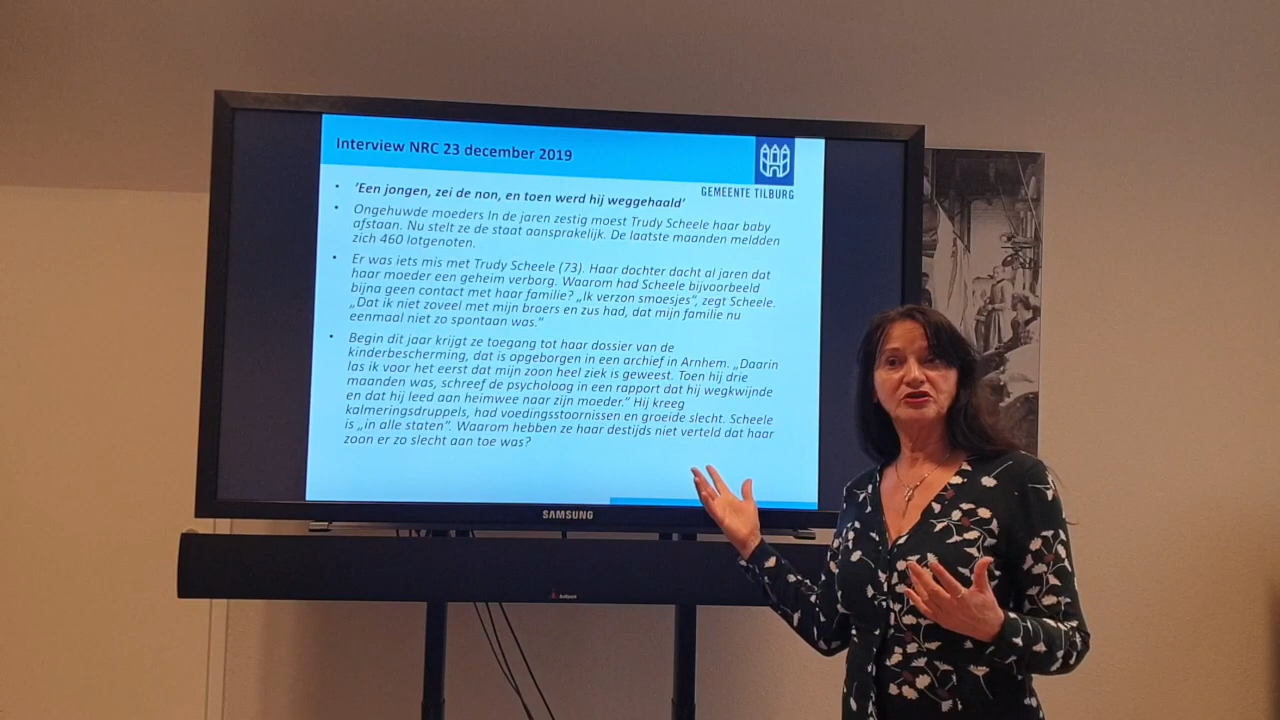 Interview NRC 23 december 2019
GEMEENTE TILBURG
• 'Een jongen, zei de non, en toen werd hij weggehaald'
• Ongehuwde moeders In de jaren zestig moest Trudy Scheele haar baby
afstaan. Nu stelt ze de staat aansprakelijk. De laatste maanden meldden
zich 460 lotgenoten.
• Er was iets mis met Trudy Scheele (73). Haar dochter dacht al jaren dat
haar moeder een geheim verborg. Waarom had Scheele bijvoorbeeld
bijna geen contact met haar familie? „Ik verzon smoesjes”, zegt Scheele.
„Dat ik niet zoveel met mijn broers en zus had, dat mijn familie nu
eenmaal niet zo spontaan was.”
• Begin dit jaar krijgt ze toegang tot haar dossier van de
kinderbescherming, dat is opgeborgen in een archief in Arnhem. „Daarin
las ik voor het eerst dat mijn zoon heel ziek is geweest. Toen hij drie
maanden was, schreef de psycholoog in een rapport dat hij wegkwijnde
en dat hij leed aan heimwee naar zijn moeder.” Hij kreeg
kalmeringsdruppels, had voedingsstoornissen en groeide slecht. Scheele
is „in alle staten”. Waarom hebben ze haar destijds niet verteld dat haar
zoon er zo slecht aan toe was?
SAMSUNG